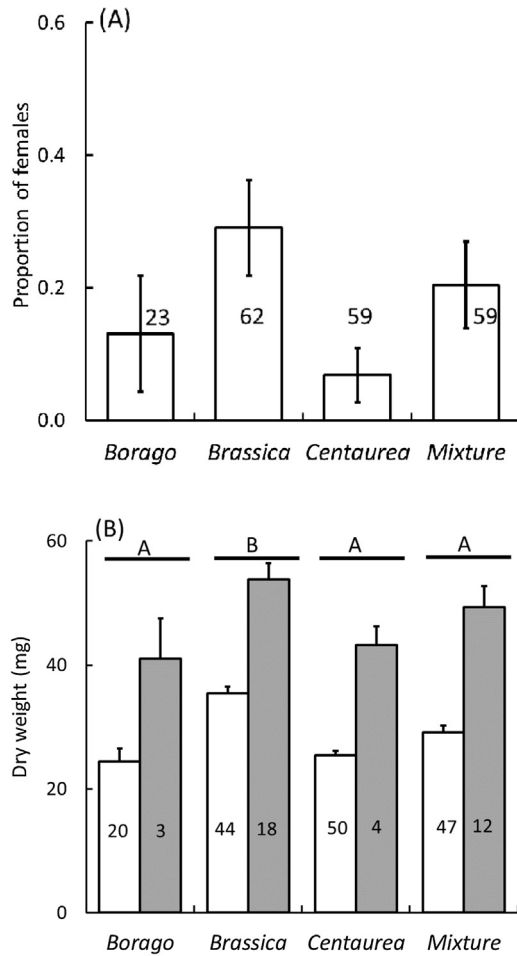 (A)
Proportion of females
0.6
0.4
0.2
0.0
23
62
59
59
Borago Brassica Centaurea Mixture
(B)
Dry weight (mg)
60
40
20
0
A B A A
20 3 44 18 50 4 47 12
Borago Brassica Centaurea Mixture